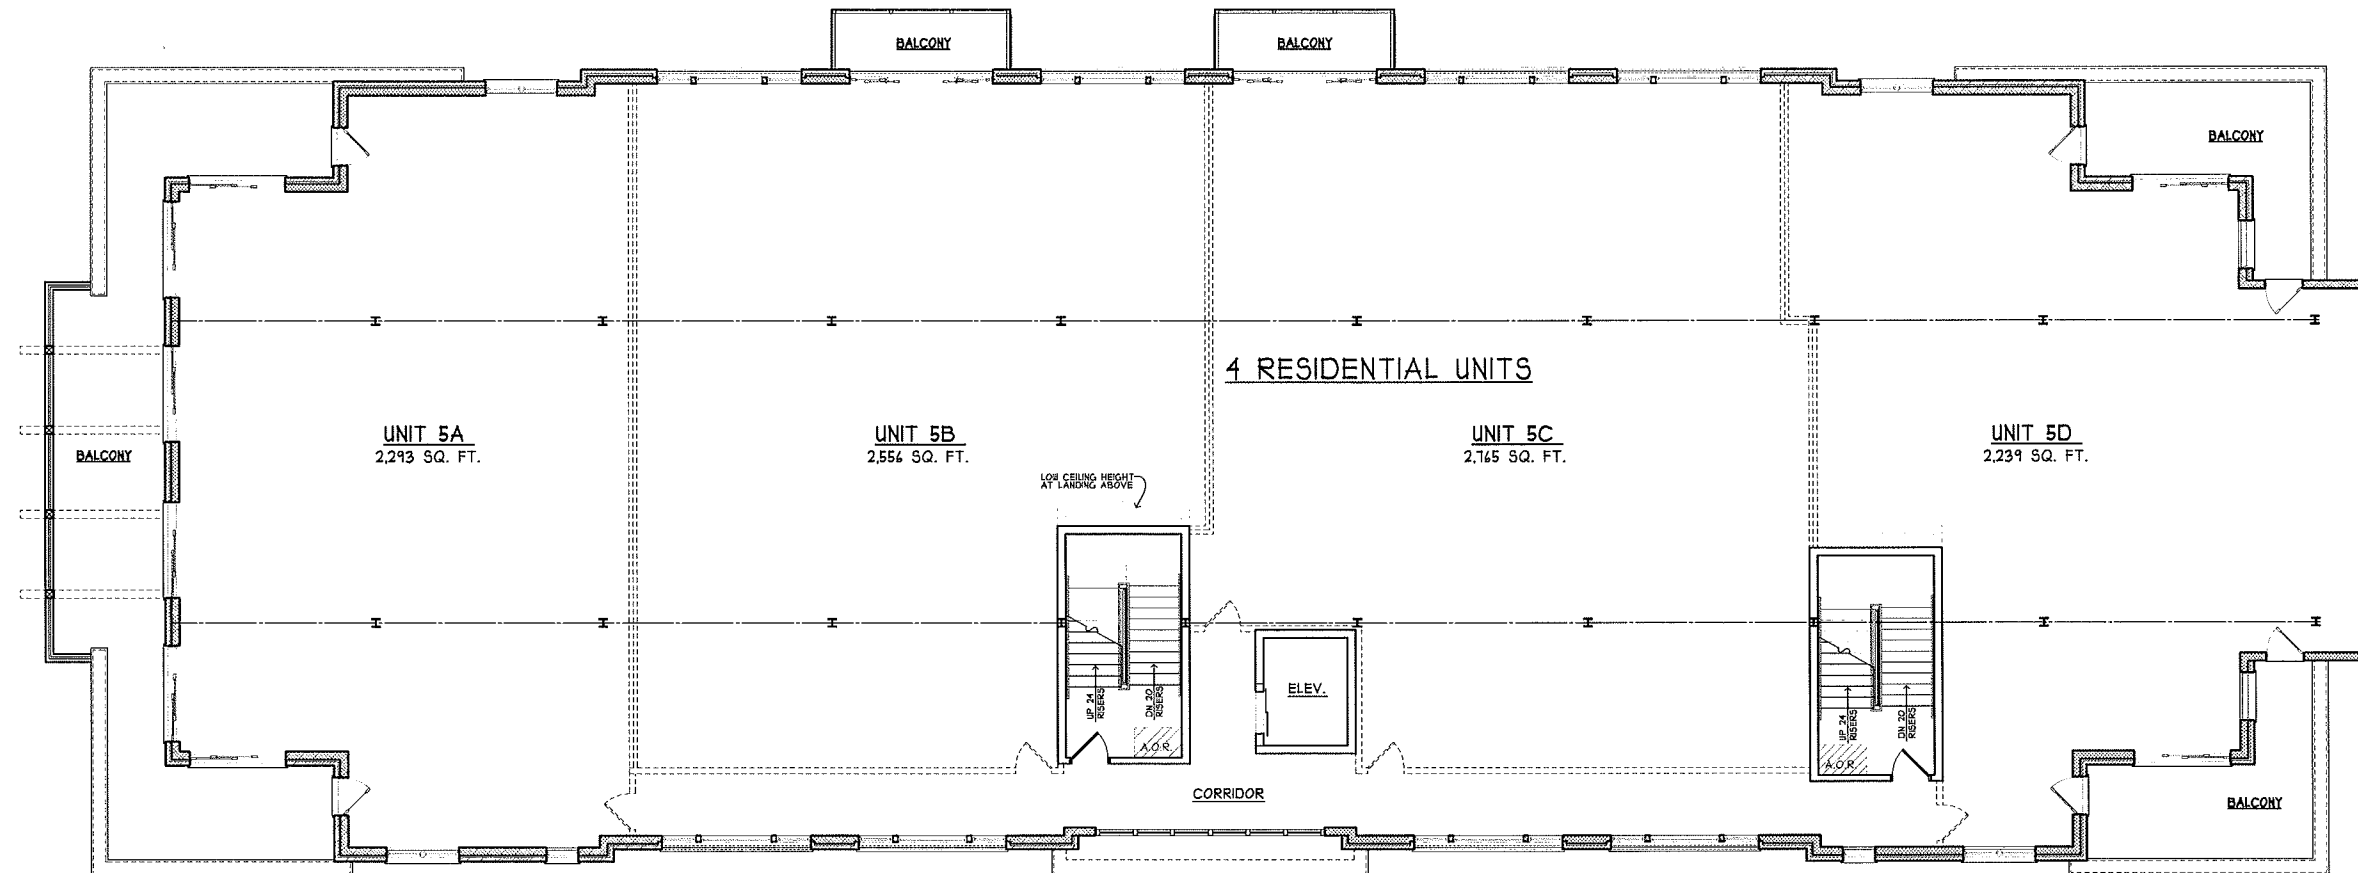 BALCONY
BALCONY
BALCONY
4 RESIDENTIAL UNITS
UNIT 5A
2,293 SQ. FT.
UNIT 5B
2,556 SQ. FT.
UNIT 5C
2,765 SQ. FT.
UNIT 5D
2,239 SQ. FT.
BALCONY
LOW CEILING HEIGHT
AT LANDING ABOVE
ELEV.
UP 24
RISERS
DN 20
RISERS
A.O.R.
UP 24
RISERS
DN 20
RISERS
A.O.R.
CORRIDOR
BALCONY